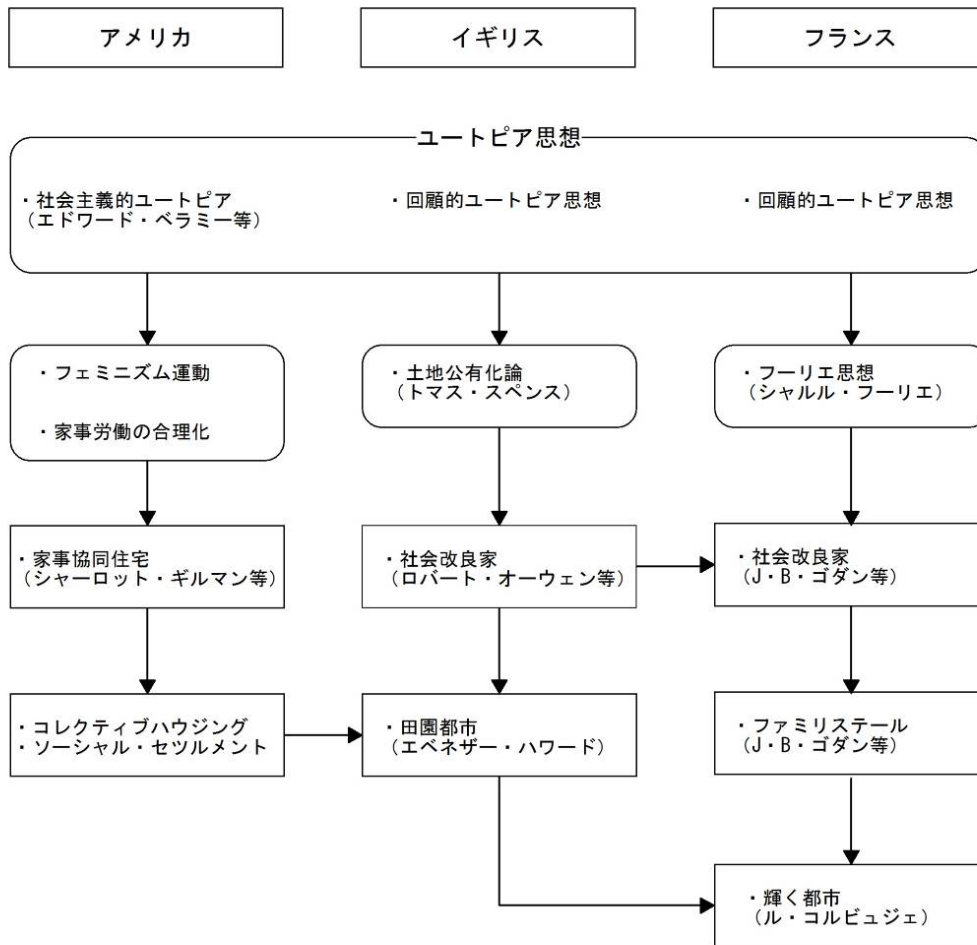 アメリカ
イギリス
フランス
ユートピア思想
・社会主義的ユートピア
（エドワード・ベラミー等）
・回顧的ユートピア思想
・回顧的ユートピア思想
・フェミニズム運動
・家事労働の合理化
・土地公有化論
（トマス・スペンス）
・フーリエ思想
（シャルル・フーリエ）
・家事協同住宅
（シャーロット・ギルマン等）
・社会改良家
（ロバート・オーウェン等）
・社会改良家
（J・B・ゴダン等）
・コレクティブハウジング
・ソーシャル・セツルメント
・田園都市
（エベネザー・ハワード）
・ファミリステール
（J・B・ゴダン等）
・輝く都市
（ル・コルビュジェ）